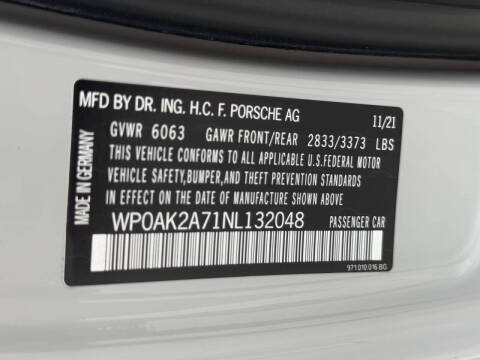 MFD BY DR. ING. H.C. F. PORSCHE AG 11/21
GVWR 6063 GAWR FRONT/REAR 2833/3373 LBS
THIS VEHICLE CONFORMS TO ALL APPLICABLE U.S.FEDERAL MOTOR
VEHICLE SAFETY,BUMPER,AND THEFT PREVENTION STANDARDS
IN EFFECT ON THE DATE OF MANUFACTURE SHOWN ABOVE.
WP0AK2A71NL132048 PASSENGER CAR
971.010.016 BG
MADE IN GERMANY